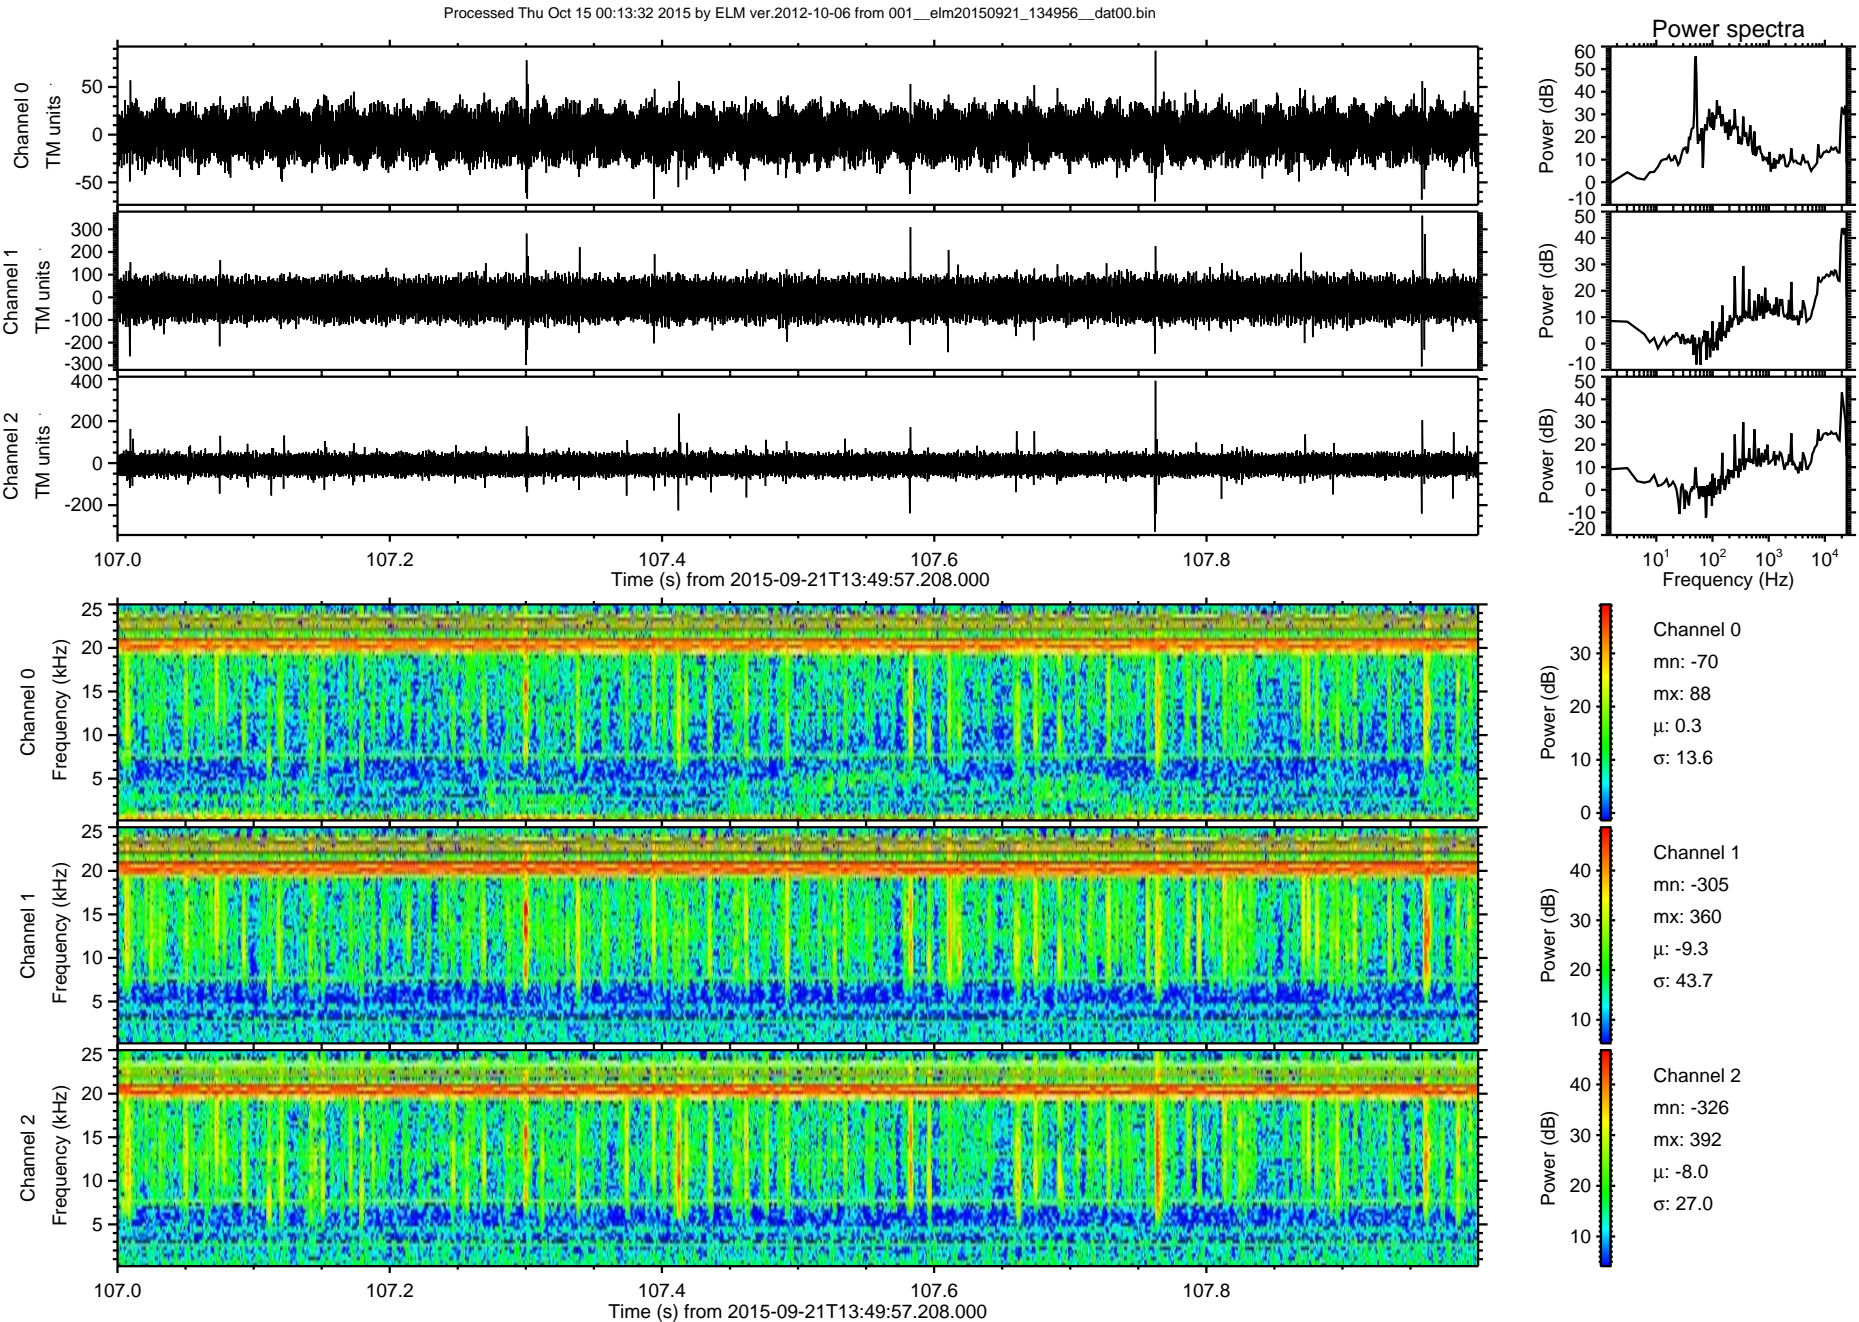 Processed Thu Oct 15 00:13:32 2015 by ELM ver.2012-10-06 from 001__elm20150921_134956__dat00.bin
Power spectra
Channel 0
TM units
50
0
-50
Power (dB)
60
50
40
30
20
10
0
-10
Channel 1
TM units
300
200
100
0
-100
-200
-300
Power (dB)
50
40
30
20
10
0
-10
Channel 2
TM units
400
200
0
-200
Power (dB)
50
40
30
20
10
0
-10
-20
107.0 107.2 107.4 107.6 107.8
Time (s) from 2015-09-21T13:49:57.208.000
10¹ 10² 10³ 10⁴
Frequency (Hz)
Channel 0
Frequency (kHz)
25
20
15
10
5
Power (dB)
30
20
10
0
Channel 0
mn: -70
mx: 88
μ: 0.3
σ: 13.6
Channel 1
Frequency (kHz)
25
20
15
10
5
Power (dB)
40
30
20
10
Channel 1
mn: -305
mx: 360
μ: -9.3
σ: 43.7
Channel 2
Frequency (kHz)
25
20
15
10
5
Power (dB)
40
30
20
10
Channel 2
mn: -326
mx: 392
μ: -8.0
σ: 27.0
107.0 107.2 107.4 107.6 107.8
Time (s) from 2015-09-21T13:49:57.208.000